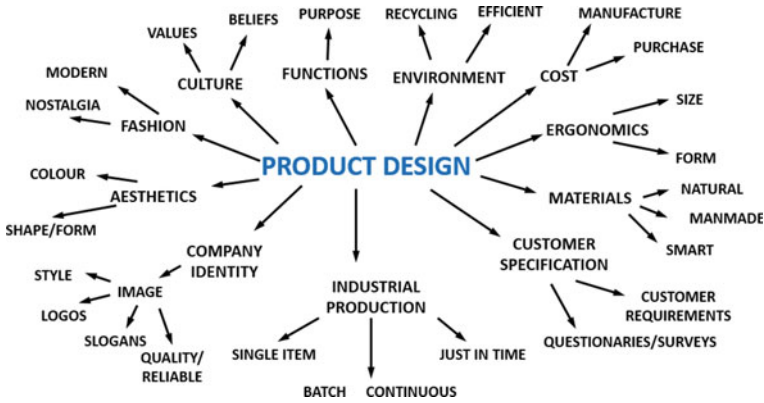 PURPOSE
RECYCLING
EFFICIENT
MANUFACTURE
BELIEFS
VALUES
PURCHASE
MODERN
CULTURE
FUNCTIONS
ENVIRONMENT
COST
NOSTALGIA
FASHION
SIZE
ERGONOMICS
FORM
PRODUCT DESIGN
COLOUR
AESTHETICS
MATERIALS
NATURAL
MANMADE
SMART
SHAPE/FORM
COMPANY
IDENTITY
CUSTOMER
SPECIFICATION
STYLE
IMAGE
LOGOS
SLOGANS
QUALITY/
RELIABLE
INDUSTRIAL
PRODUCTION
CUSTOMER
REQUIREMENTS
QUESTIONARIES/SURVEYS
SINGLE ITEM
JUST IN TIME
BATCH
CONTINUOUS